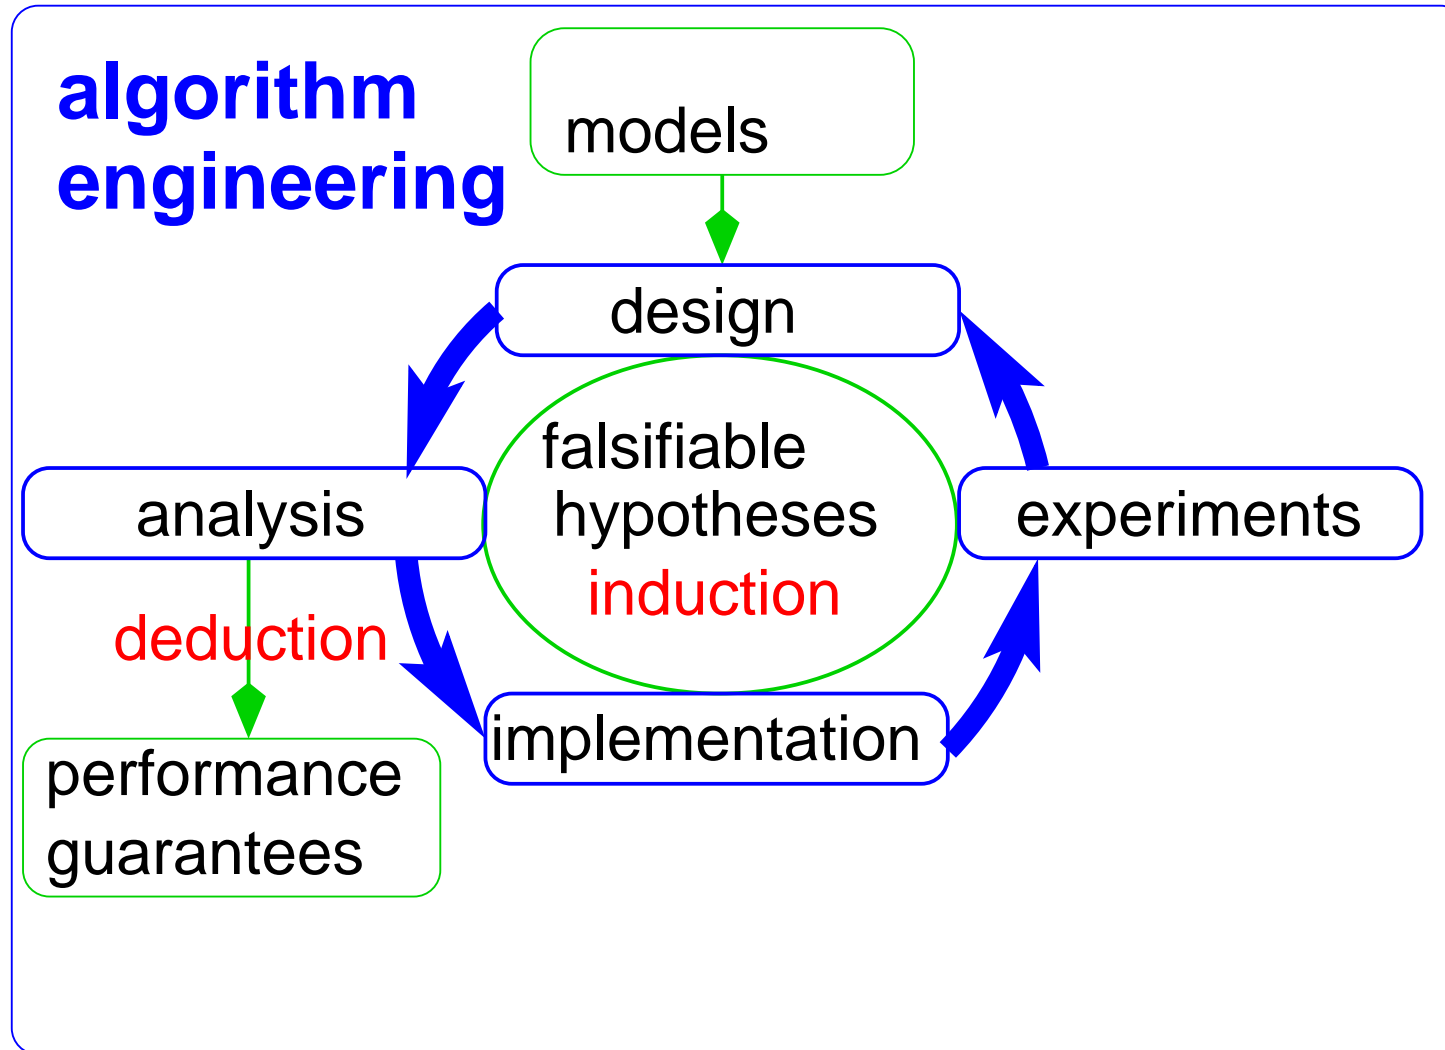 algorithm
engineering
models
design
falsifiable
hypotheses
induction
analysis
experiments
deduction
implementation
performance
guarantees